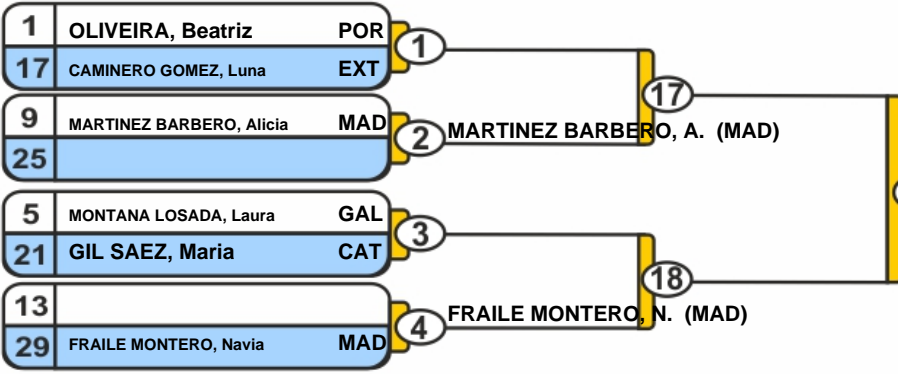 1 OLIVEIRA, Beatriz POR
17 CAMINERO GOMEZ, Luna EXT
1
9 MARTINEZ BARBERO, Alicia MAD
25
2
MARTINEZ BARBERO, A. (MAD)
17
5 MONTANA LOSADA, Laura GAL
21 GIL SAEZ, Maria CAT
3
13
29 FRAILE MONTERO, Navia MAD
4
FRAILE MONTERO, N. (MAD)
18